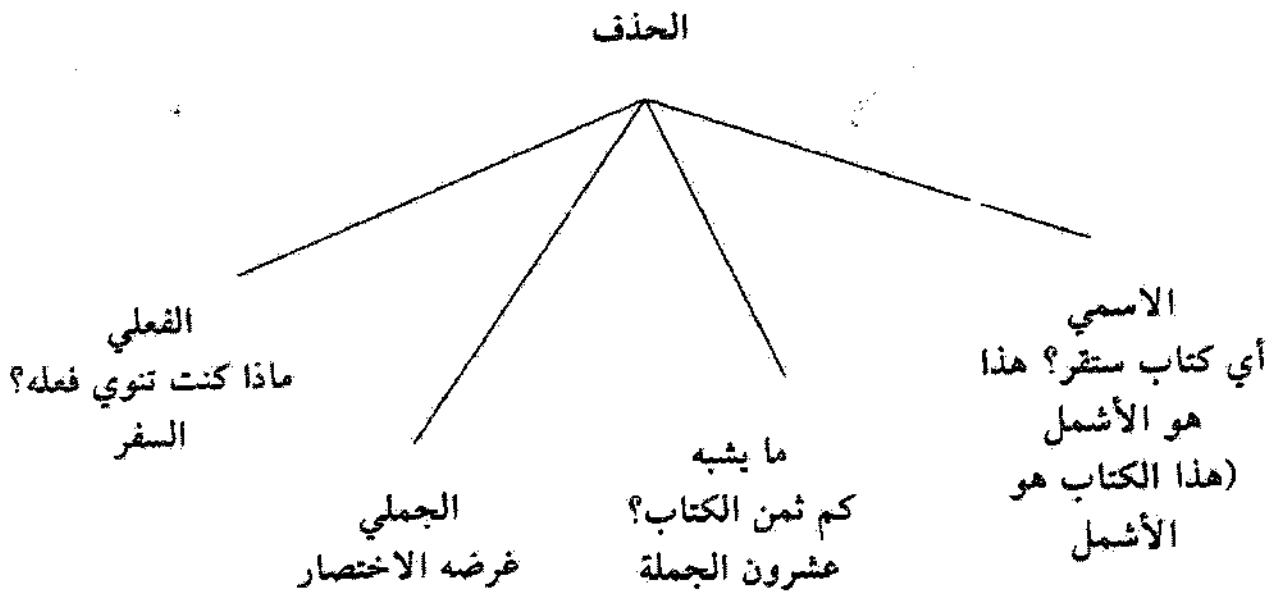 الحذف
الاسمي
أي كتاب ستقر؟ هذا
هو الأشمل
(هذا الكتاب هو
الأشمل
ما يشبه
كم ثمن الكتاب؟
عشرون الجملة
الجملي
غرضه الاختصار
الفعلي
ماذا كنت تنوي فعله؟
السفر